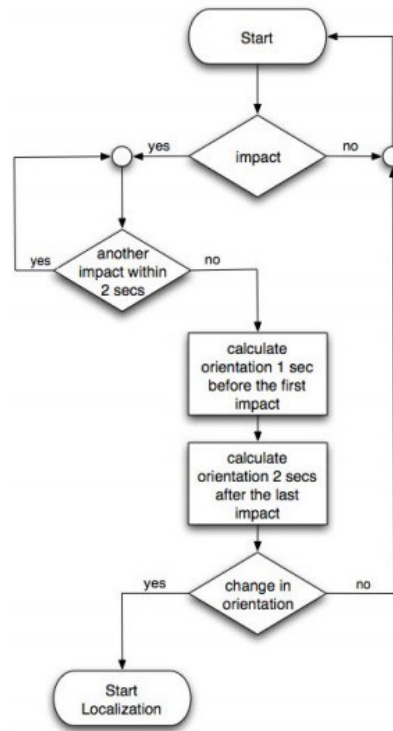 Start
impact
yes
no
another
impact within
2 secs
yes
no
calculate
orientation 1 sec
before the first
impact
calculate
orientation 2 secs
after the last
impact
change in
orientation
yes
no
Start
Localization